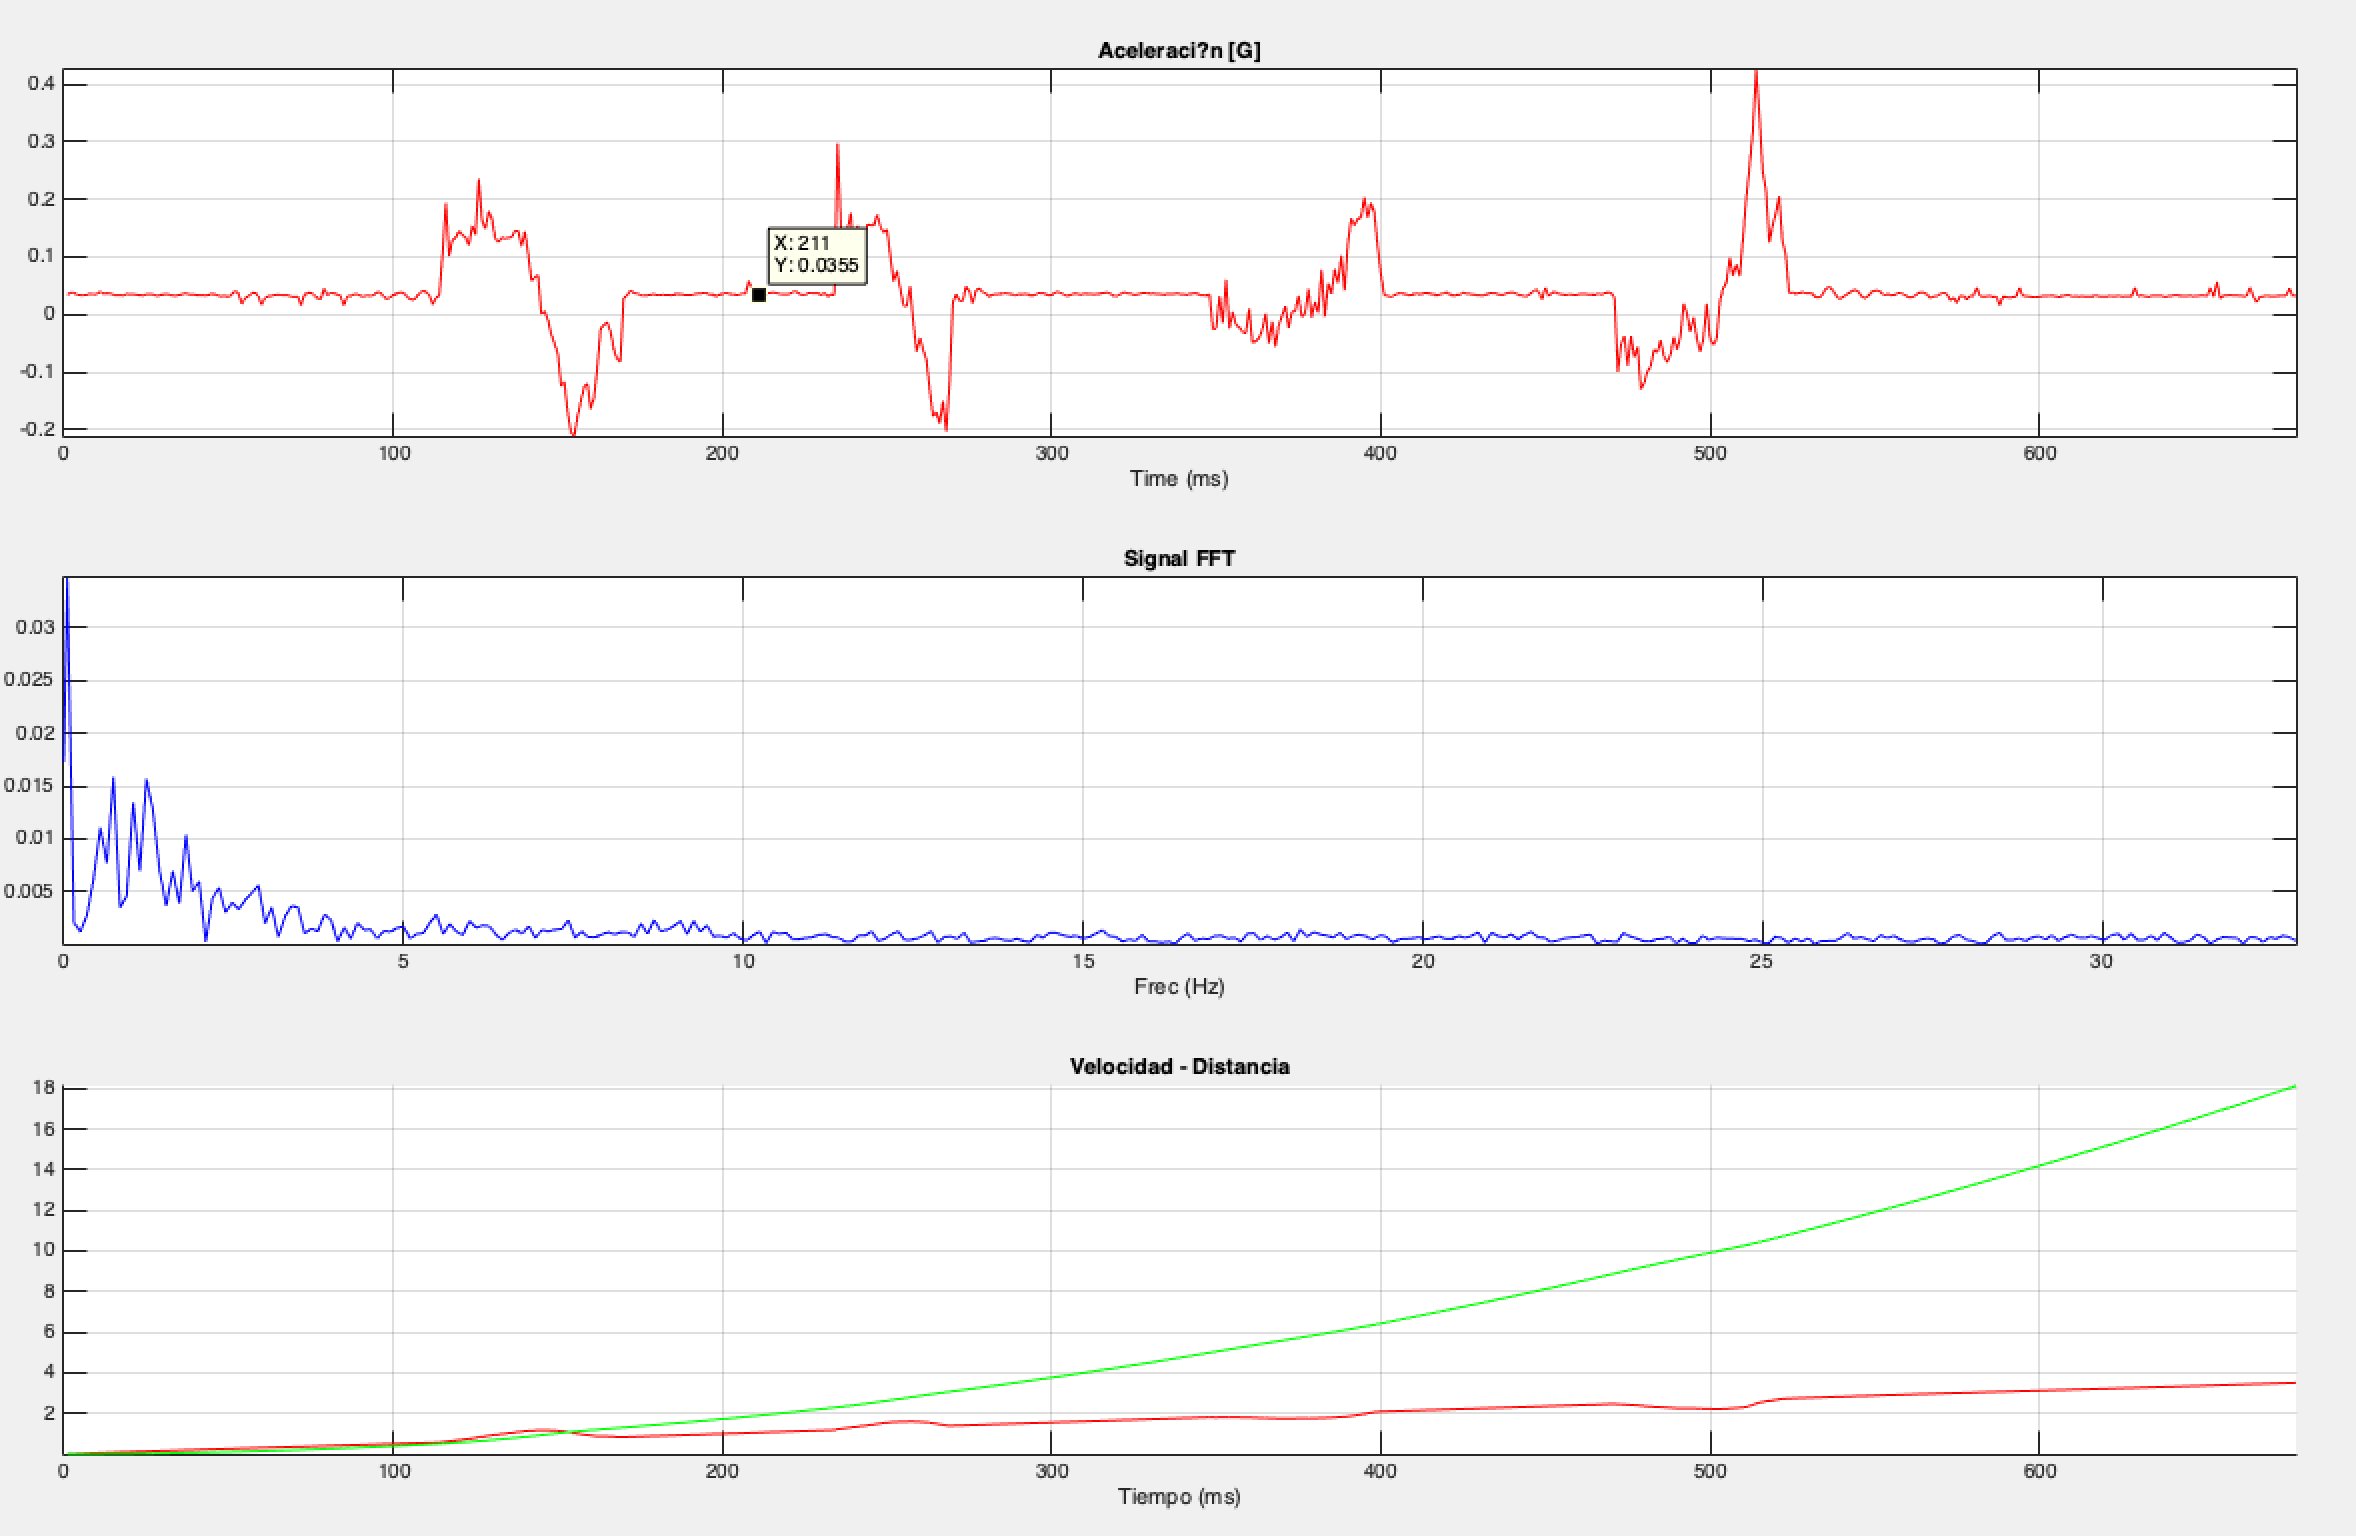 Aceleraci?n [G]
0.4
0.3
0.2
0.1
0
-0.1
-0.2
X: 211
Y: 0.0355
0 100 200 300 400 500 600
Time (ms)
Signal FFT
0.03
0.025
0.02
0.015
0.01
0.005
0 5 10 15 20 25 30
Frec (Hz)
Velocidad - Distancia
18
16
14
12
10
8
6
4
2
0 100 200 300 400 500 600
Tiempo (ms)